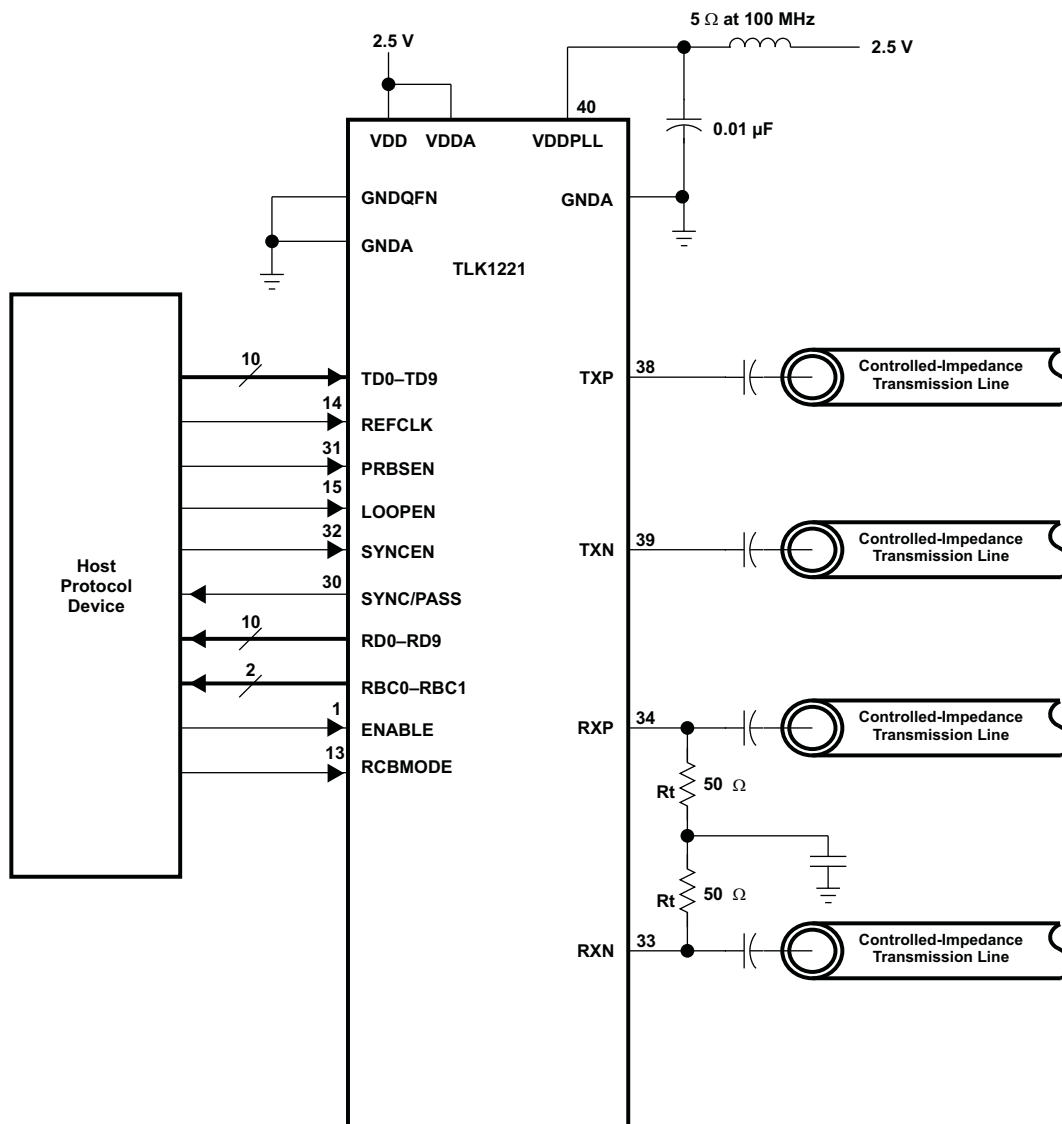 5 Ω at 100 MHz
2.5 V
2.5 V
40
0.01 µF
VDD
VDDA
VDDPLL
GNDQFN
GNDA
GNDA
TLK1221
Host
Protocol
Device
10
TD0–TD9
14
REFCLK
31
PRBSEN
15
LOOPEN
32
SYNCEN
30
SYNC/PASS
10
RD0–RD9
2
RBC0–RBC1
1
ENABLE
13
RCBMODE
TXP
38
Controlled-Impedance
Transmission Line
TXN
39
Controlled-Impedance
Transmission Line
RXP
34
Controlled-Impedance
Transmission Line
Rt
50 Ω
Rt
50 Ω
RXN
33
Controlled-Impedance
Transmission Line